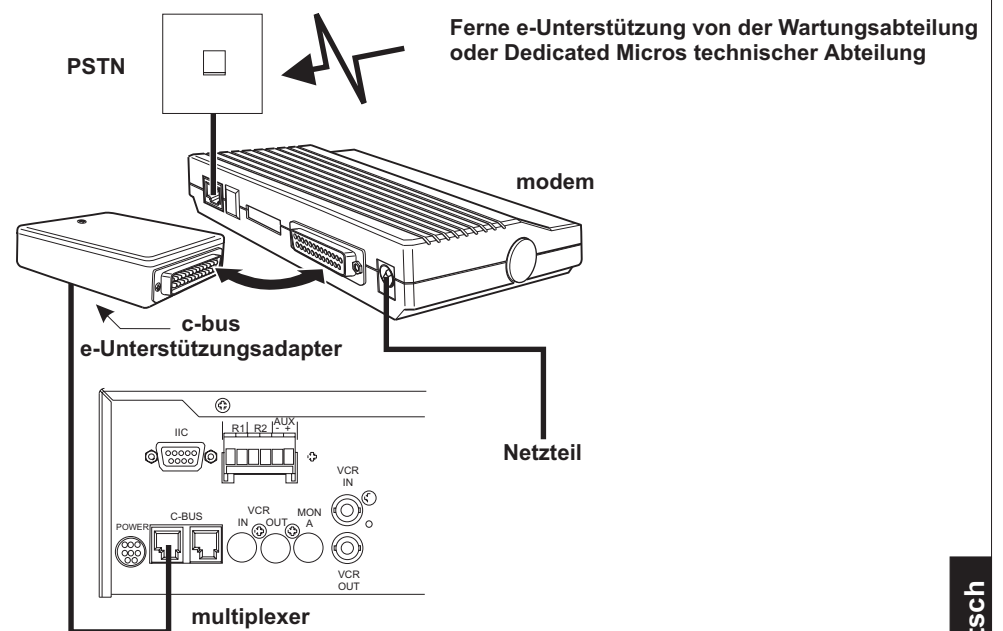 Ferne e-Unterstützung von der Wartungsabteilung
oder Dedicated Micros technischer Abteilung
PSTN
modem
c-bus
e-Unterstützungsadapter
Netzteil
IIC
R1 R2 AUX
- +
VCR
IN
POWER
C-BUS
VCR
IN OUT
MON
A
VCR
OUT
multiplexer